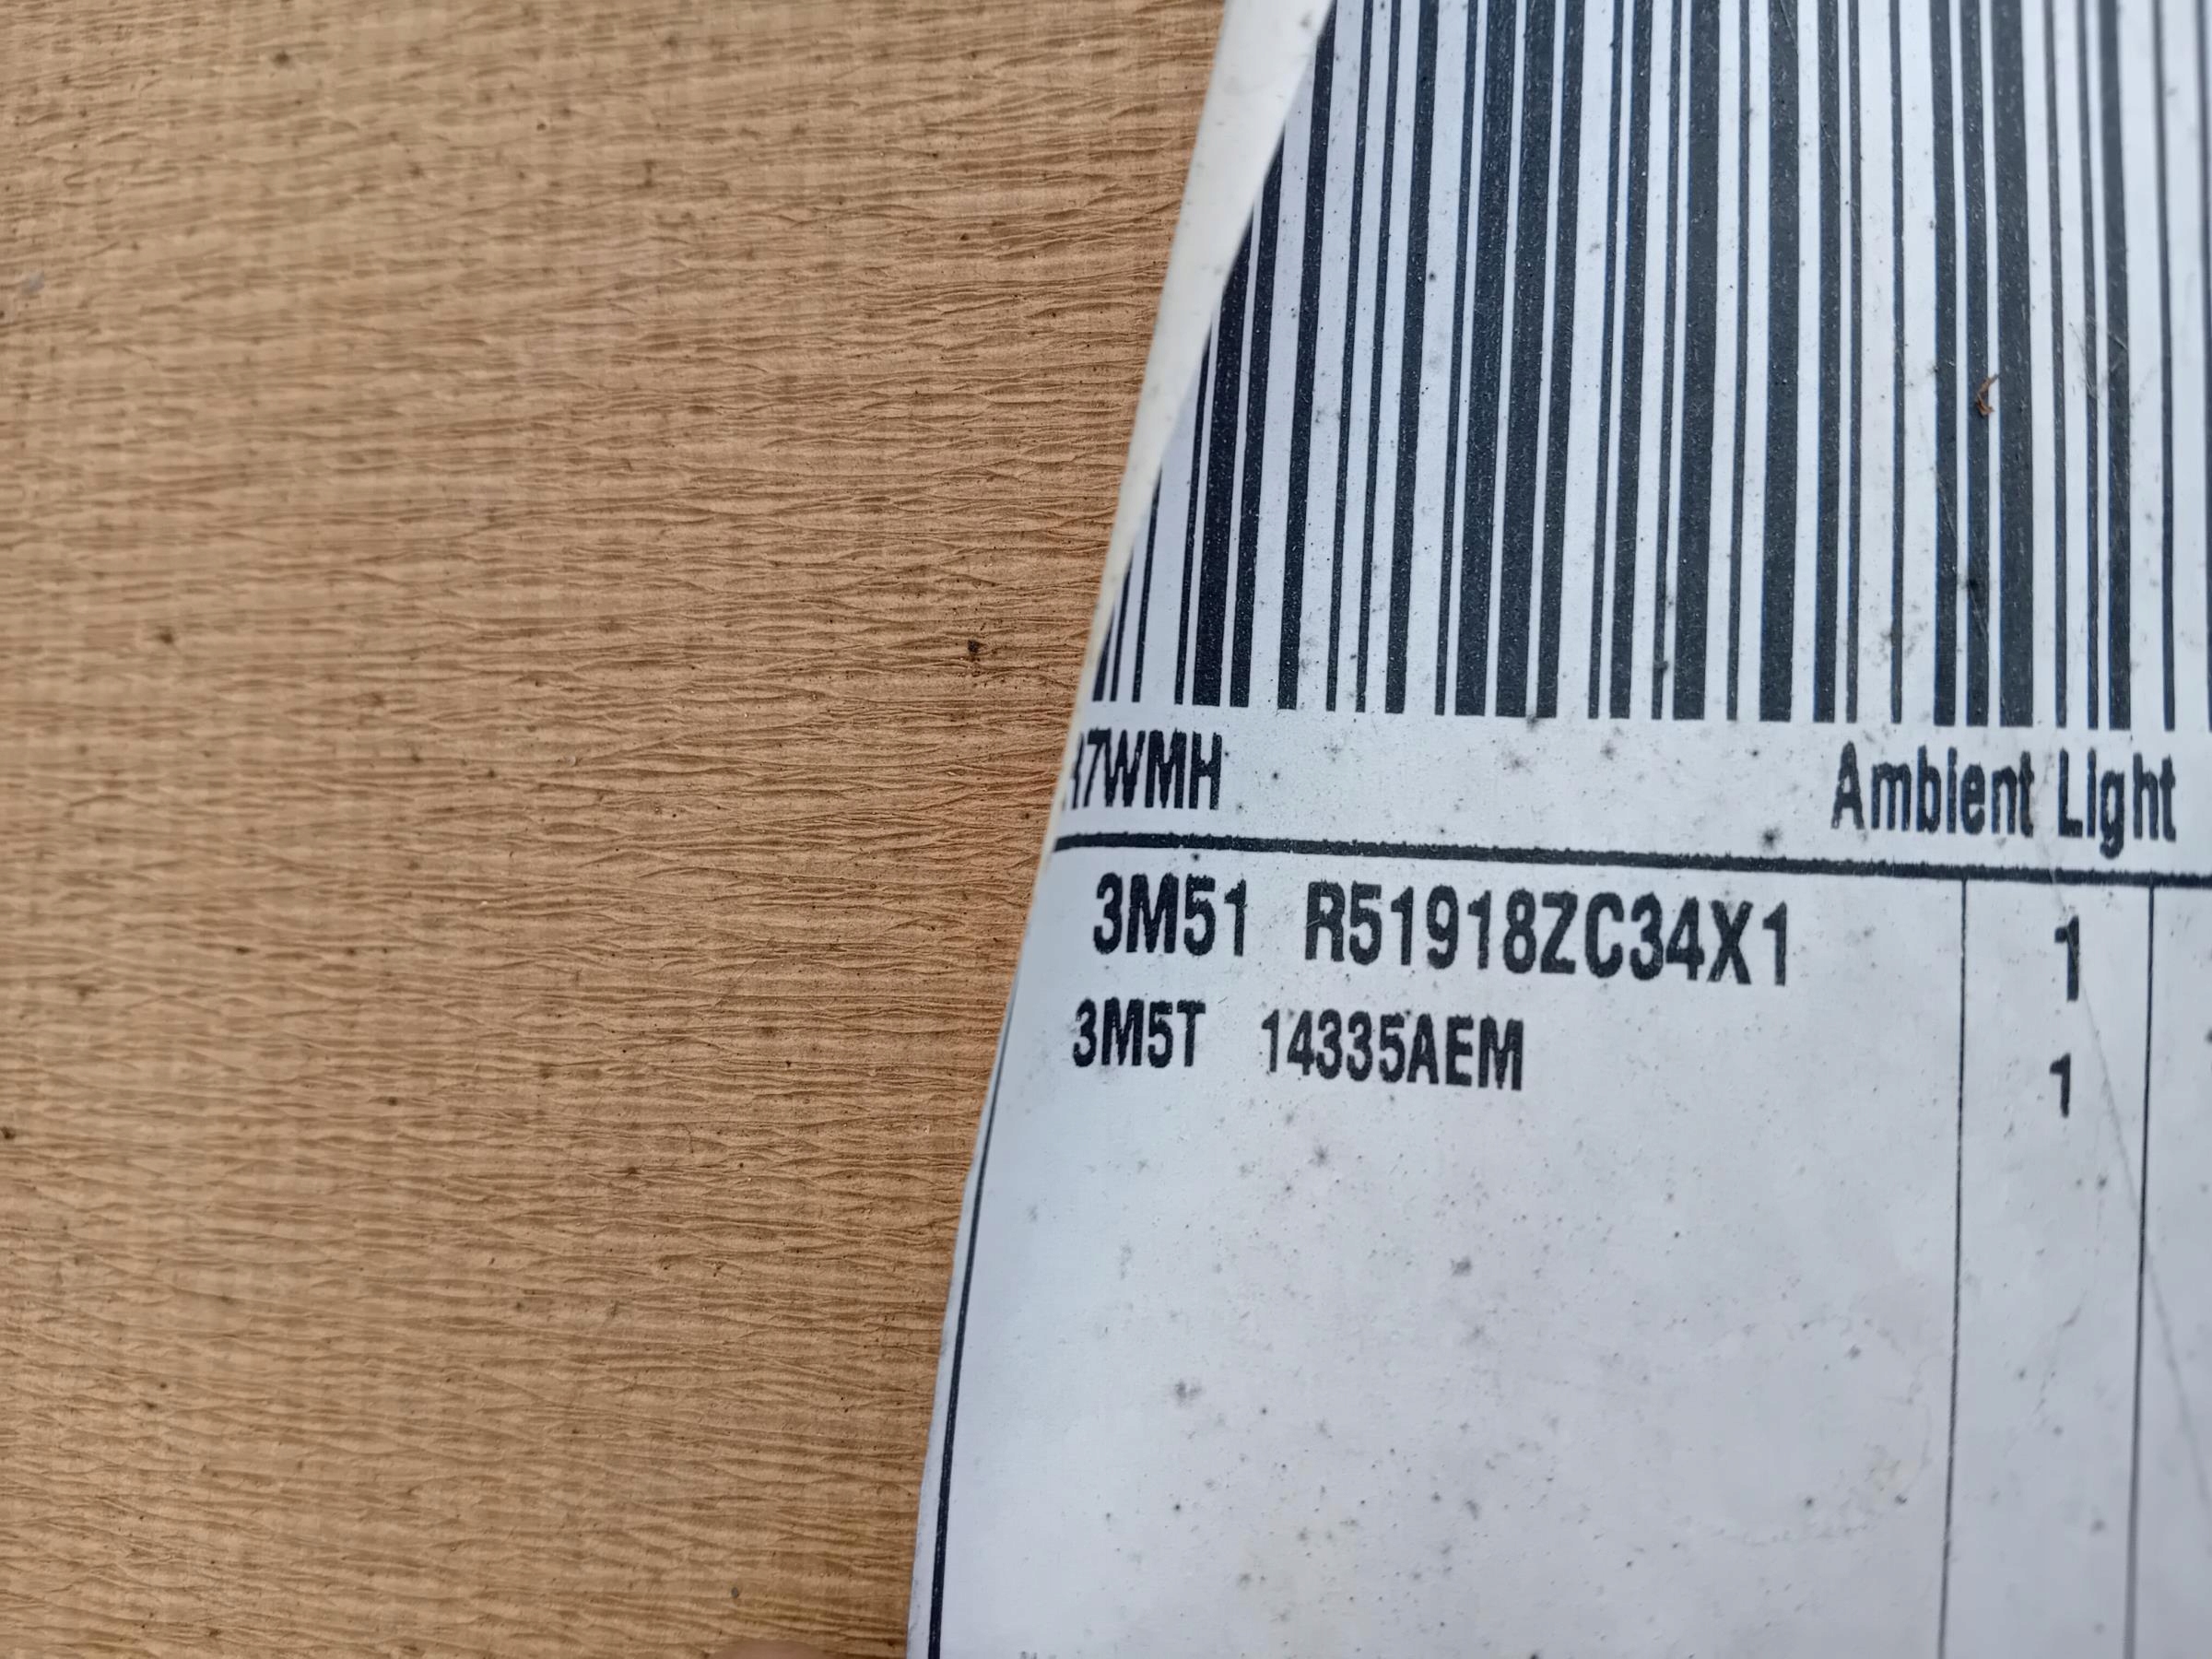 7WMH Ambient Light
3M51 R51918ZC34X1 1
3M5T 14335AEM 1